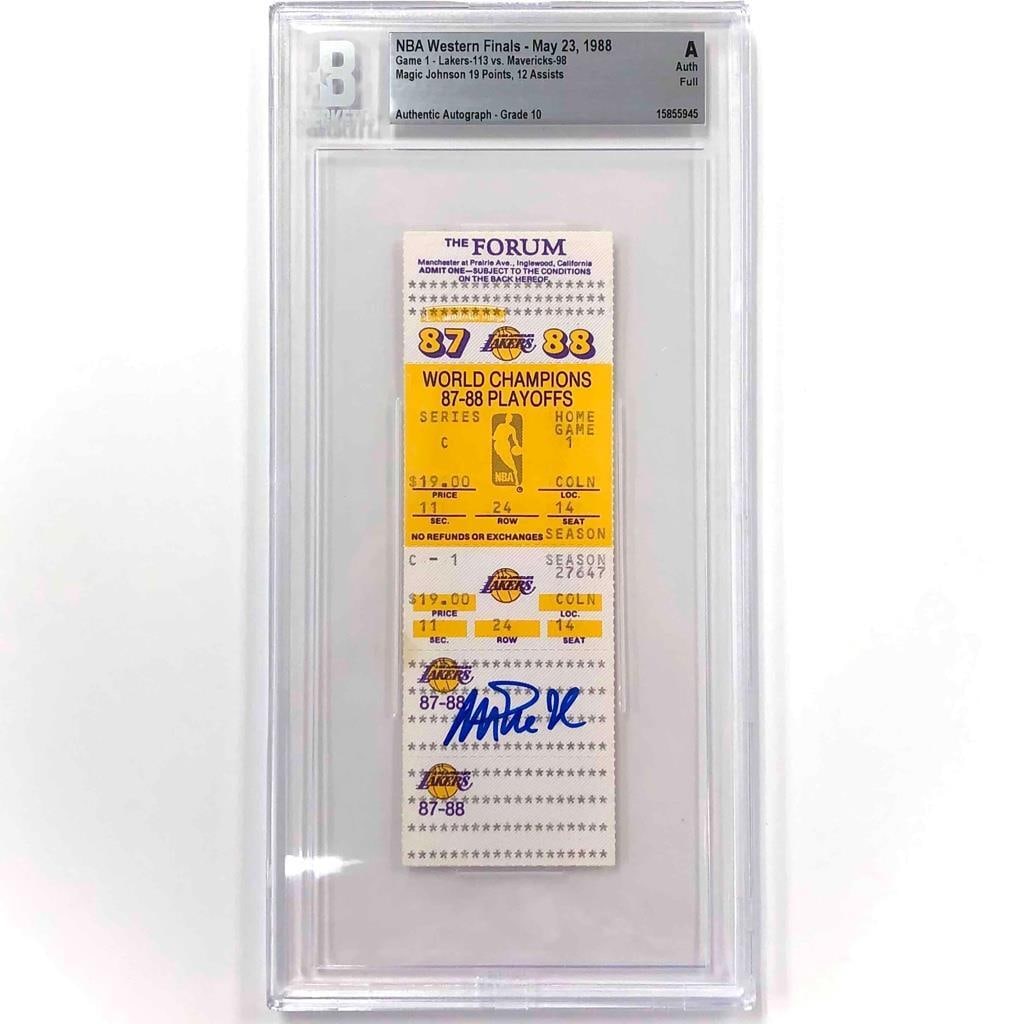 B
NBA Western Finals - May 23, 1988
A
Game 1 - Lakers-113 vs. Mavericks-98
Auth
Magic Johnson 19 Points, 12 Assists
Full
Authentic Autograph - Grade 10
15855945
THE FORUM
Manchester at Prairie Ave., Inglewood, California
ADMIT ONE—SUBJECT TO THE CONDITIONS
ON THE BACK HEREOF.
87 LAKERS 88
WORLD CHAMPIONS
87-88 PLAYOFFS
SERIES HOME
GAME
C 1
NBA
$19.00 COLN
PRICE LOC.
11 24 14
SEC. ROW SEAT
NO REFUNDS OR EXCHANGES SEASON
C - 1 SEASON
27647
LAKERS
$19.00 COLN
PRICE LOC.
11 24 14
SEC. ROW SEAT
LAKERS
87-88
LAKERS
87-88